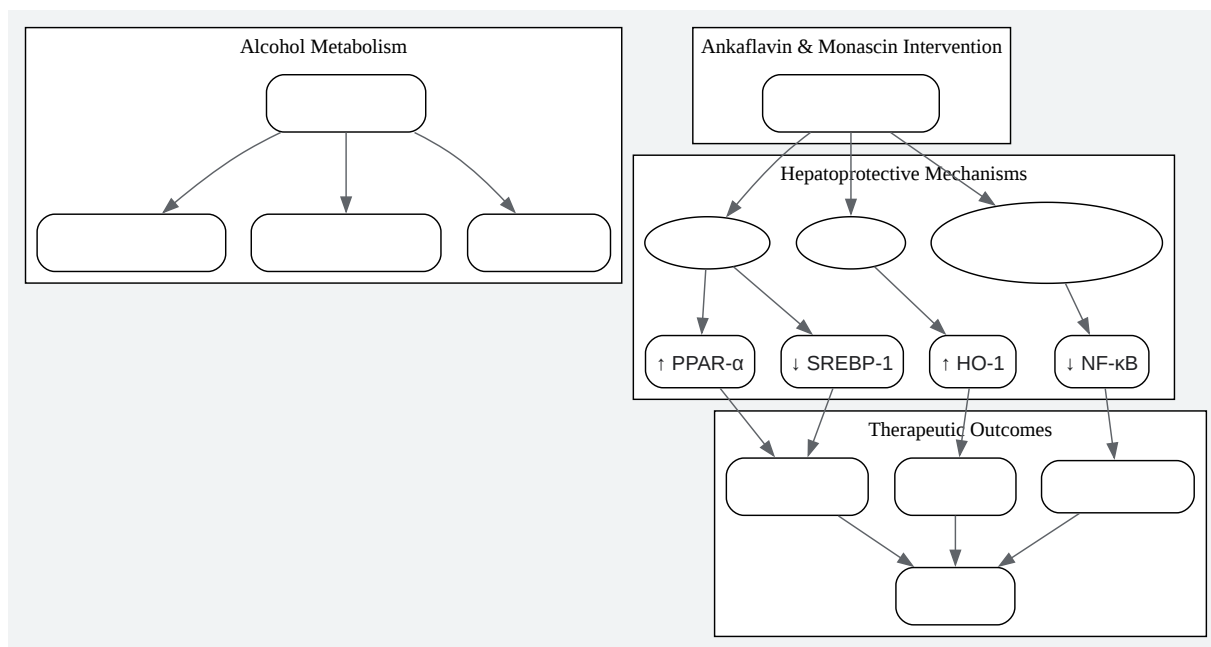 Alcohol Metabolism
Ankaflavin & Monascin Intervention
Hepatoprotective Mechanisms
↑ PPAR-α
↓ SREBP-1
↑ HO-1
↓ NF-κB
Therapeutic Outcomes